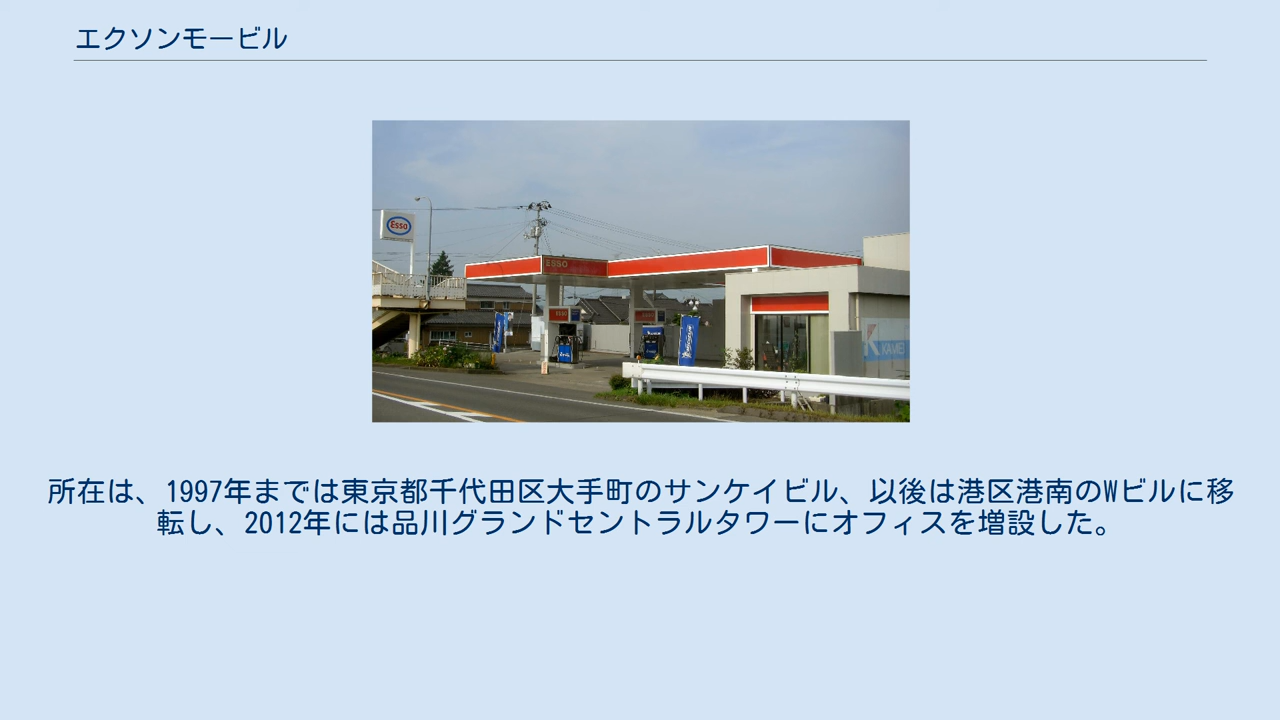 エクソンモービル
Esso
ESSO
ESSO
KAMEI
所在は、1997年までは東京都千代田区大手町のサンケイビル、以後は港区港南のWビルに移
転し、2012年には品川グランドセントラルタワーにオフィスを増設した。